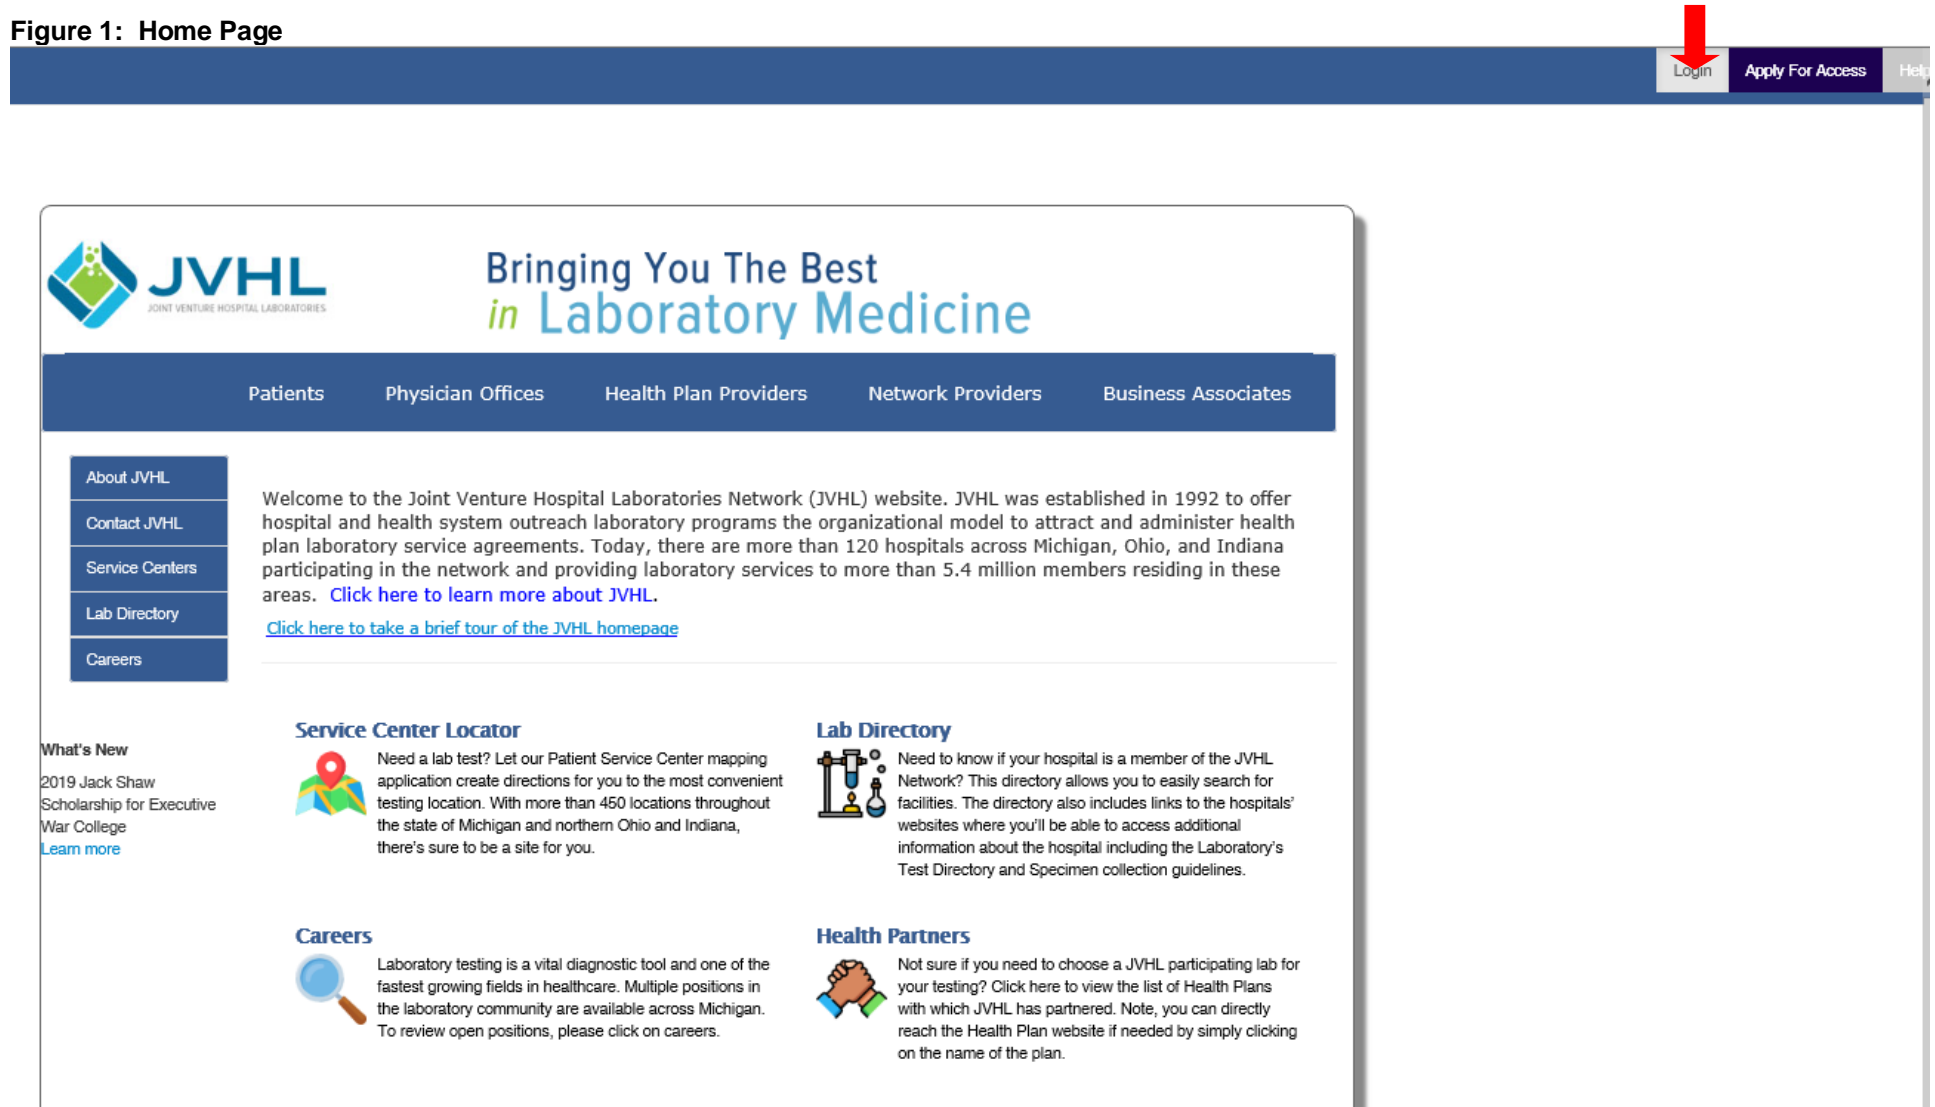 Figure 1:  Home Page
Login
Apply For Access
Help
JVHL
JOINT VENTURE HOSPITAL LABORATORIES
Bringing You The Best
in Laboratory Medicine
Patients
Physician Offices
Health Plan Providers
Network Providers
Business Associates
About JVHL
Contact JVHL
Service Centers
Lab Directory
Careers
Welcome to the Joint Venture Hospital Laboratories Network (JVHL) website. JVHL was established in 1992 to offer
hospital and health system outreach laboratory programs the organizational model to attract and administer health
plan laboratory service agreements. Today, there are more than 120 hospitals across Michigan, Ohio, and Indiana
participating in the network and providing laboratory services to more than 5.4 million members residing in these
areas.  Click here to learn more about JVHL.
Click here to take a brief tour of the JVHL homepage
What's New
2019 Jack Shaw
Scholarship for Executive
War College
Learn more
Service Center Locator
Need a lab test? Let our Patient Service Center mapping
application create directions for you to the most convenient
testing location. With more than 450 locations throughout
the state of Michigan and northern Ohio and Indiana,
there's sure to be a site for you.
Lab Directory
Need to know if your hospital is a member of the JVHL
Network? This directory allows you to easily search for
facilities. The directory also includes links to the hospitals'
websites where you'll be able to access additional
information about the hospital including the Laboratory's
Test Directory and Specimen collection guidelines.
Careers
Laboratory testing is a vital diagnostic tool and one of the
fastest growing fields in healthcare. Multiple positions in
the laboratory community are available across Michigan.
To review open positions, please click on careers.
Health Partners
Not sure if you need to choose a JVHL participating lab for
your testing? Click here to view the list of Health Plans
with which JVHL has partnered. Note, you can directly
reach the Health Plan website if needed by simply clicking
on the name of the plan.